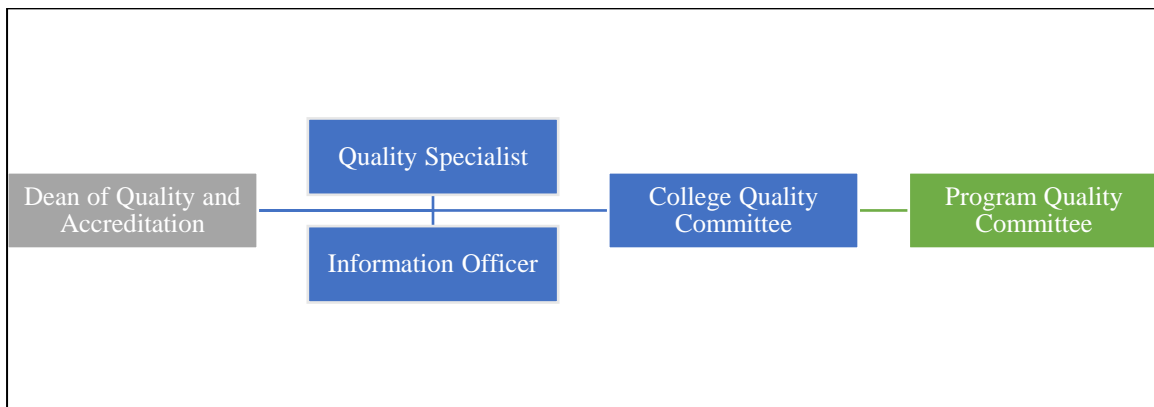 Quality Specialist
Dean of Quality and
Accreditation
College Quality
Committee
Program Quality
Committee
Information Officer